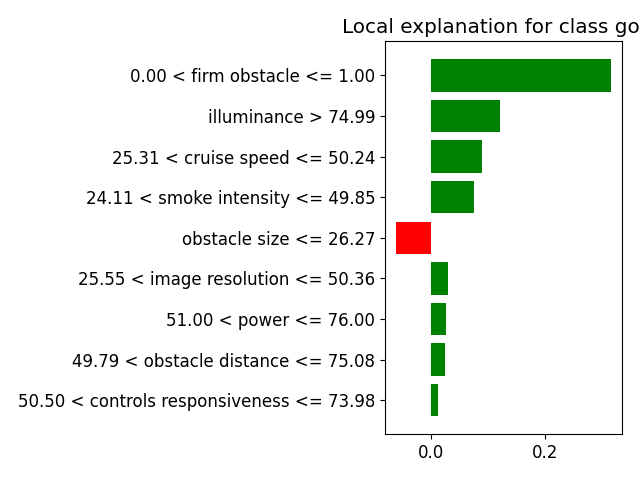 Local explanation for class go
0.00 < firm obstacle <= 1.00
illuminance > 74.99
25.31 < cruise speed <= 50.24
24.11 < smoke intensity <= 49.85
obstacle size <= 26.27
25.55 < image resolution <= 50.36
51.00 < power <= 76.00
49.79 < obstacle distance <= 75.08
50.50 < controls responsiveness <= 73.98
0.0 0.2